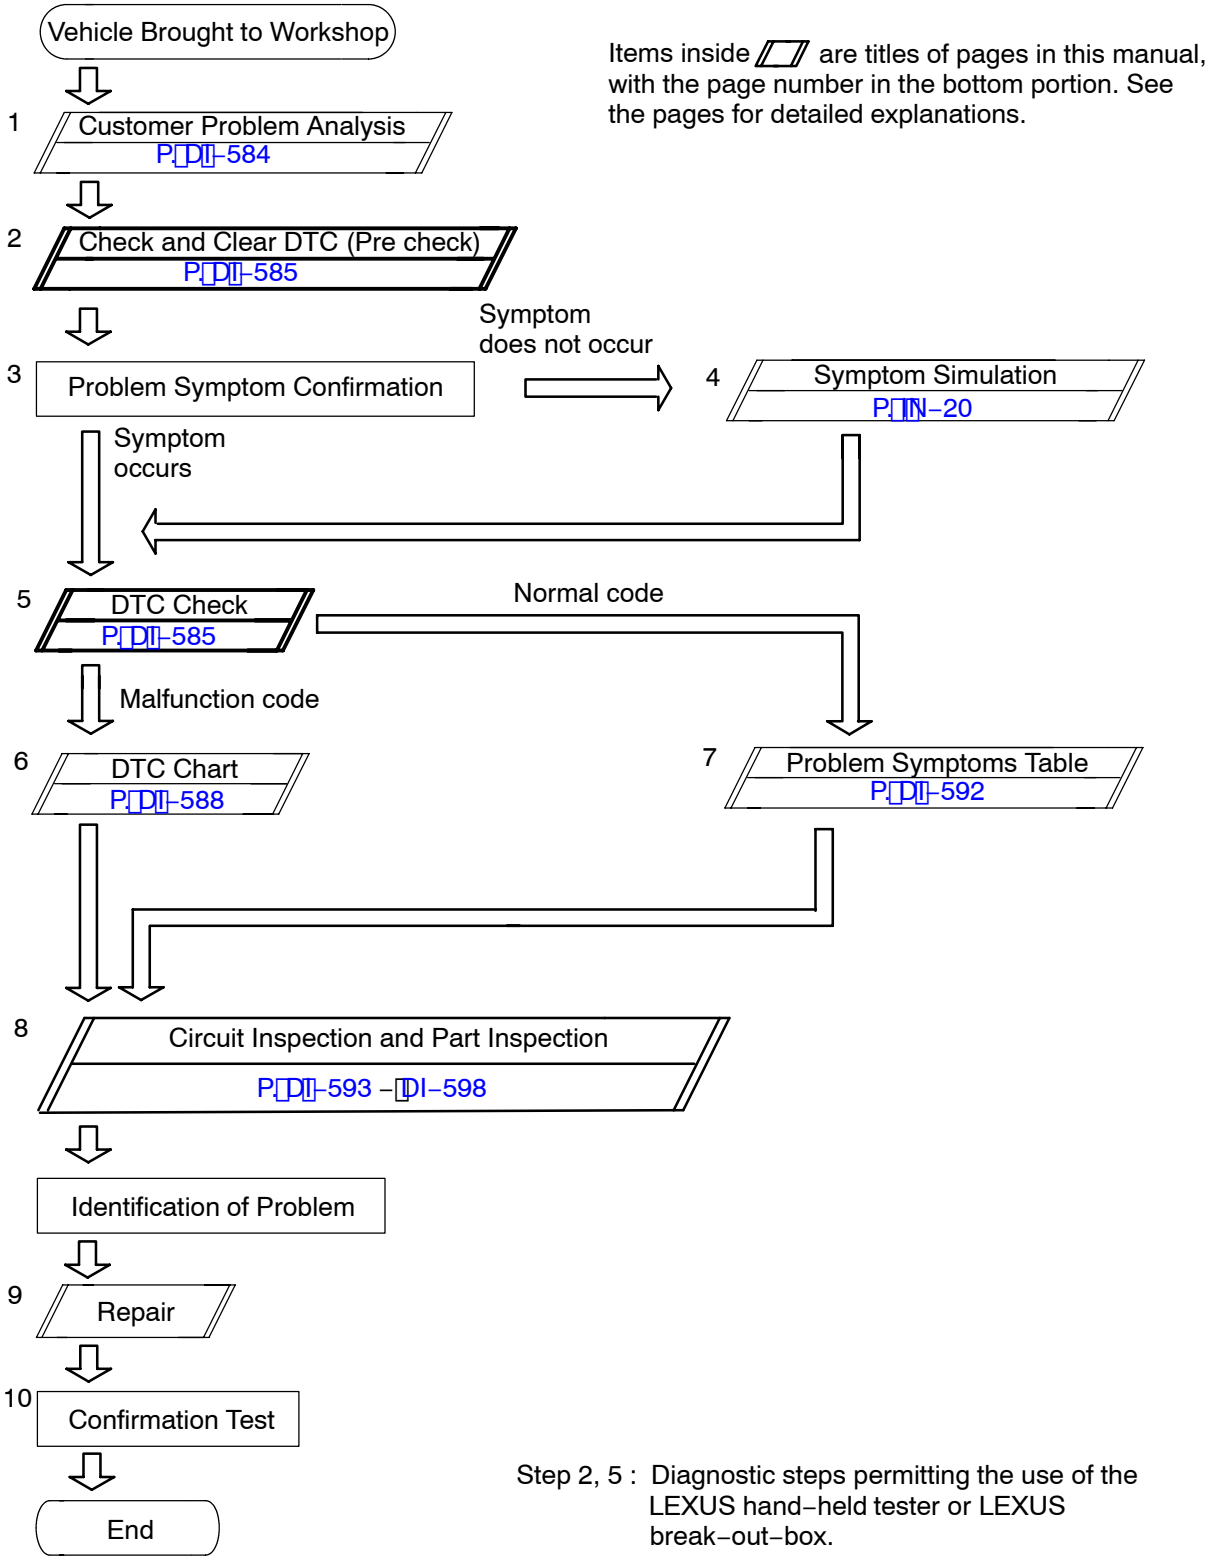 Vehicle Brought to Workshop
Items inside are titles of pages in this manual,
with the page number in the bottom portion. See
the pages for detailed explanations.
1
Customer Problem Analysis
P. DI–584
2
Check and Clear DTC (Pre check)
P. DI–585
Symptom
does not occur
3
Problem Symptom Confirmation
4
Symptom Simulation
P. IN–20
Symptom
occurs
5
DTC Check
P. DI–585
Normal code
Malfunction code
6
DTC Chart
P. DI–588
7
Problem Symptoms Table
P. DI–592
8
Circuit Inspection and Part Inspection
P. DI–593 – DI–598
Identification of Problem
9
Repair
10
Confirmation Test
End
Step 2, 5 : Diagnostic steps permitting the use of the
LEXUS hand–held tester or LEXUS
break–out–box.